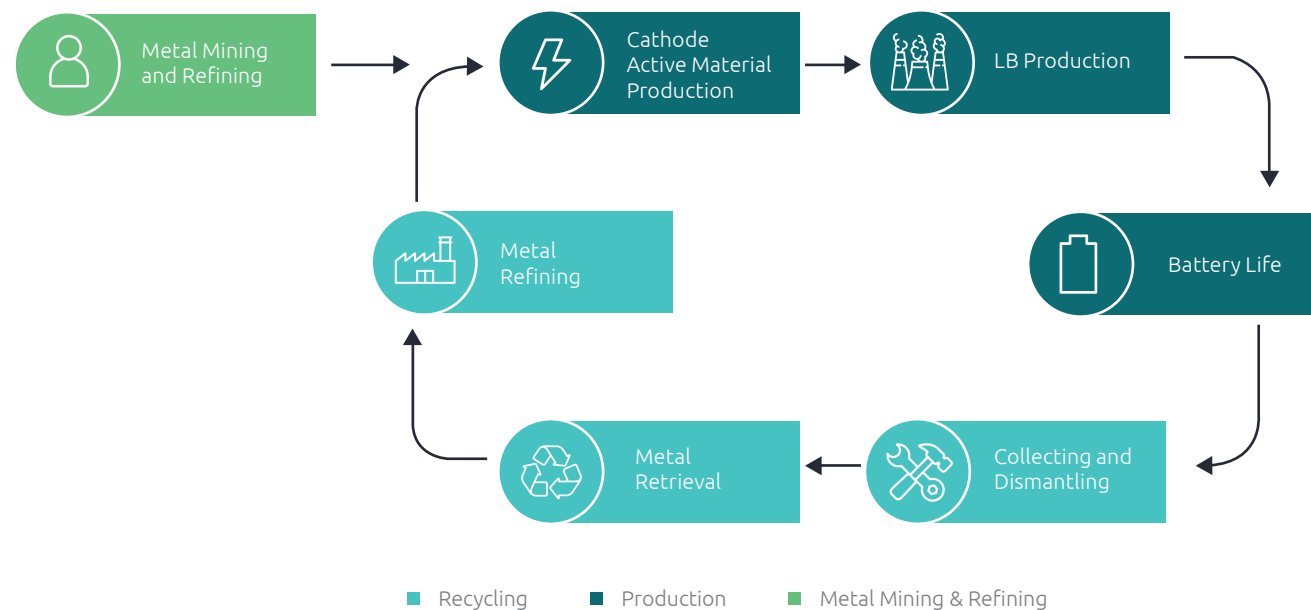 Metal Mining
and Refining
Cathode
Active Material
Production
LB Production
Metal
Refining
Battery Life
Metal
Retrieval
Collecting and
Dismantling
Recycling
Production
Metal Mining & Refining